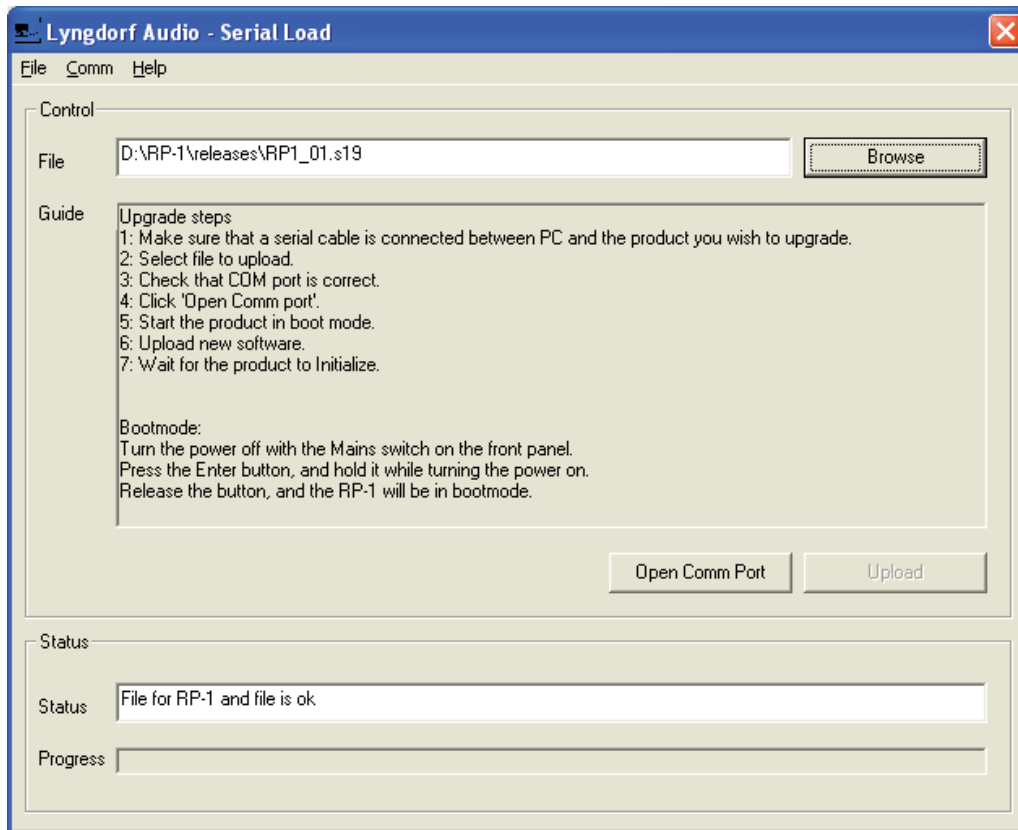 Lyngdorf Audio - Serial Load
File Comm Help
Control
File D:\RP-1\releases\RP1_01.s19 Browse
Guide Upgrade steps
1: Make sure that a serial cable is connected between PC and the product you wish to upgrade.
2: Select file to upload.
3: Check that COM port is correct.
4: Click 'Open Comm port'.
5: Start the product in boot mode.
6: Upload new software.
7: Wait for the product to Initialize.
Bootmode:
Turn the power off with the Mains switch on the front panel.
Press the Enter button, and hold it while turning the power on.
Release the button, and the RP-1 will be in bootmode.
Open Comm Port Upload
Status
Status File for RP-1 and file is ok
Progress